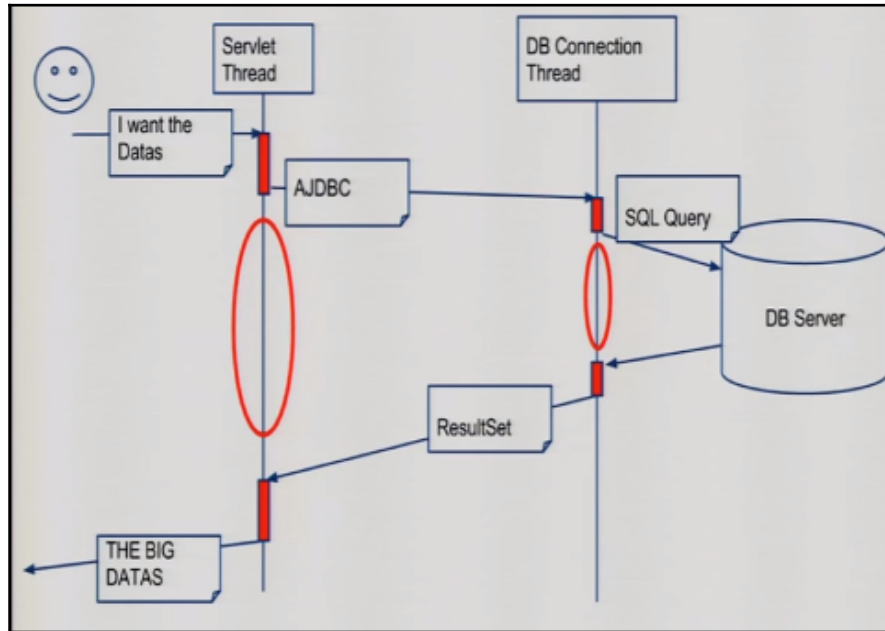 Servlet
Thread
DB Connection
Thread
I want the
Datas
AJDBC
SQL Query
DB Server
ResultSet
THE BIG
DATAS